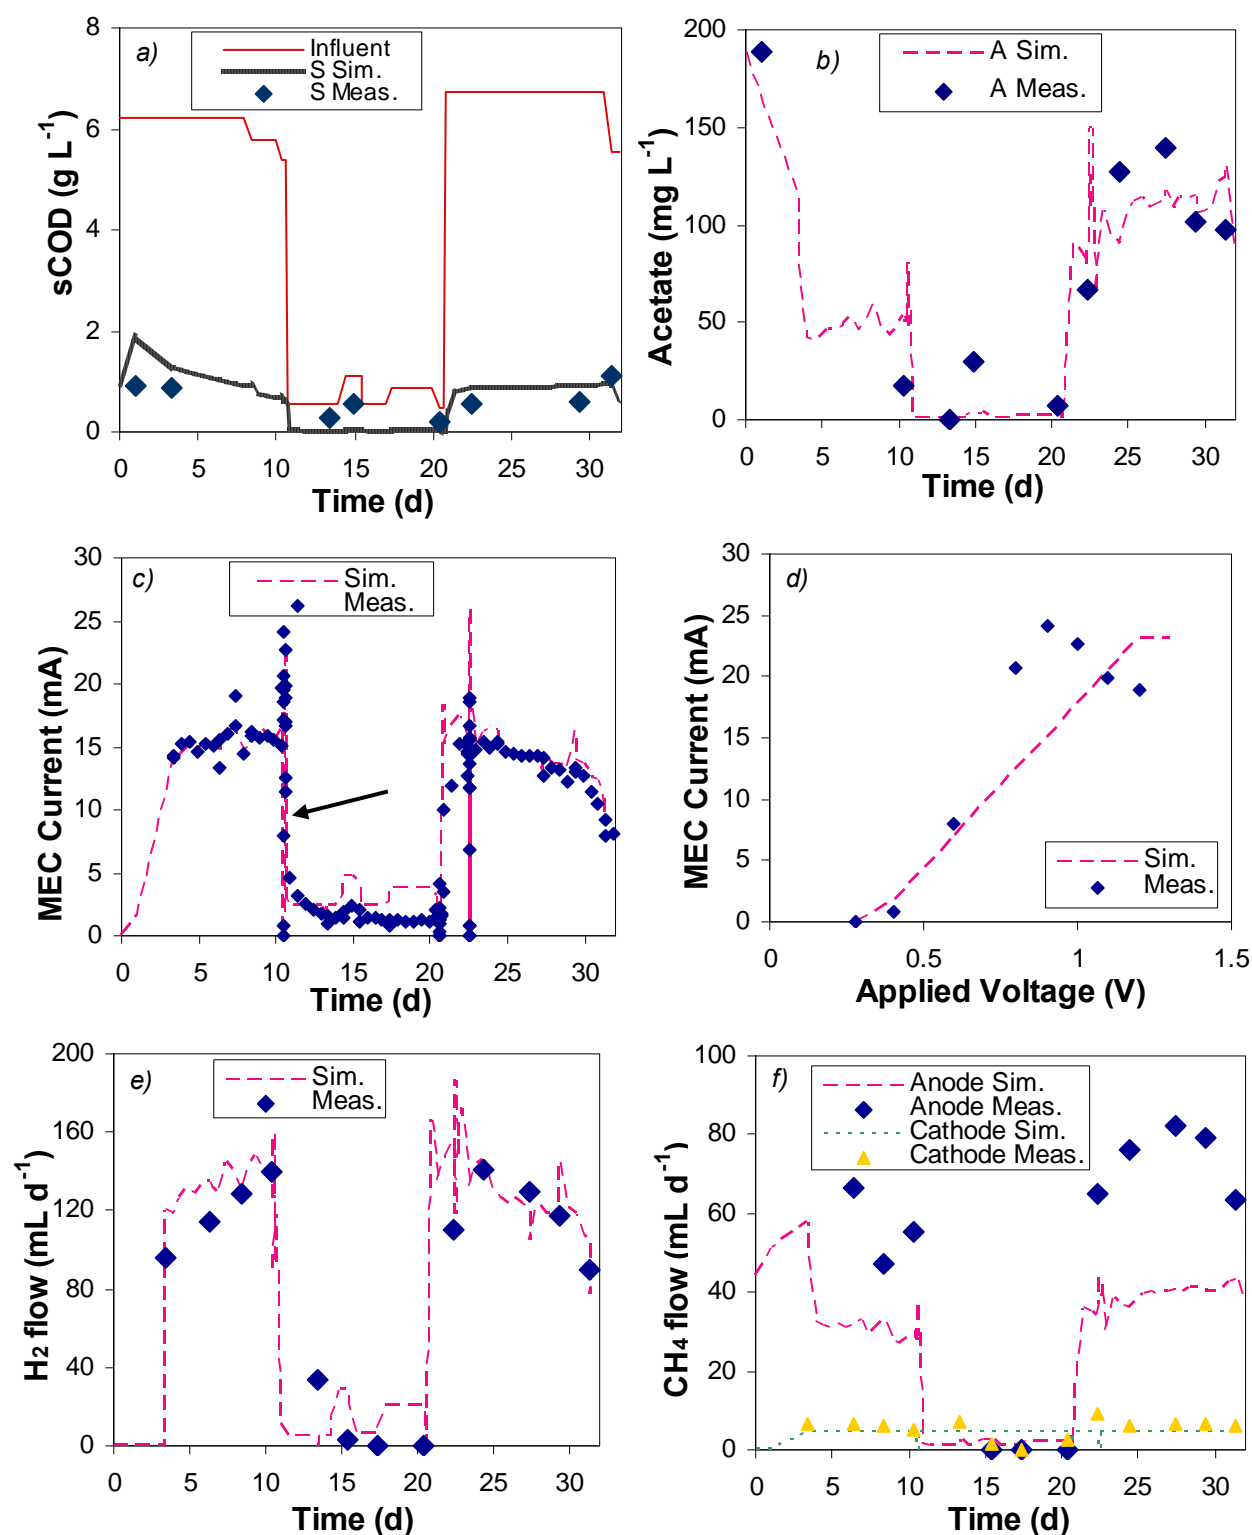 a)
Influent
S Sim.
S Meas.
8
6
4
2
0
sCOD (g L-1)
0 5 10 15 20 25 30
Time (d)
b)
A Sim.
A Meas.
200
150
100
50
0
Acetate (mg L-1)
0 5 10 15 20 25 30
Time (d)
c)
Sim.
Meas.
30
25
20
15
10
5
0
MEC Current (mA)
0 5 10 15 20 25 30
Time (d)
d)
30
25
20
15
10
5
0
MEC Current (mA)
Sim.
Meas.
0 0.5 1 1.5
Applied Voltage (V)
e)
Sim.
Meas.
200
160
120
80
40
0
H2 flow (mL d-1)
0 5 10 15 20 25 30
Time (d)
f)
Anode Sim.
Anode Meas.
Cathode Sim.
Cathode Meas.
100
80
60
40
20
0
CH4 flow (mL d-1)
0 5 10 15 20 25 30
Time (d)